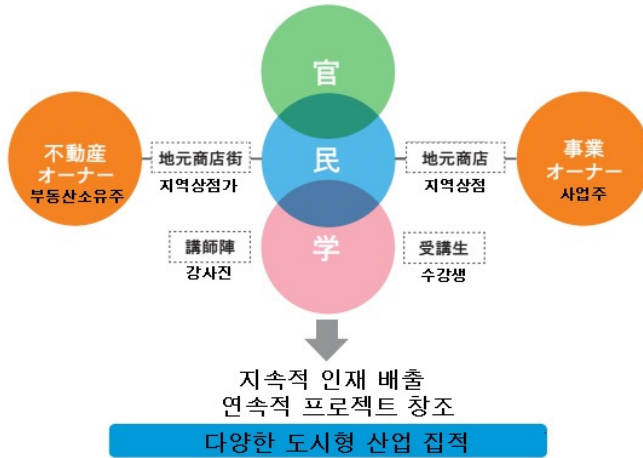 官
不動産
オーナー
부동산소유주
地元商店街
지역상점가
民
地元商店
지역상점
事業
オーナー
사업주
講師陣
강사진
学
受講生
수강생
지속적 인재 배출
연속적 프로젝트 창조
다양한 도시형 산업 집적